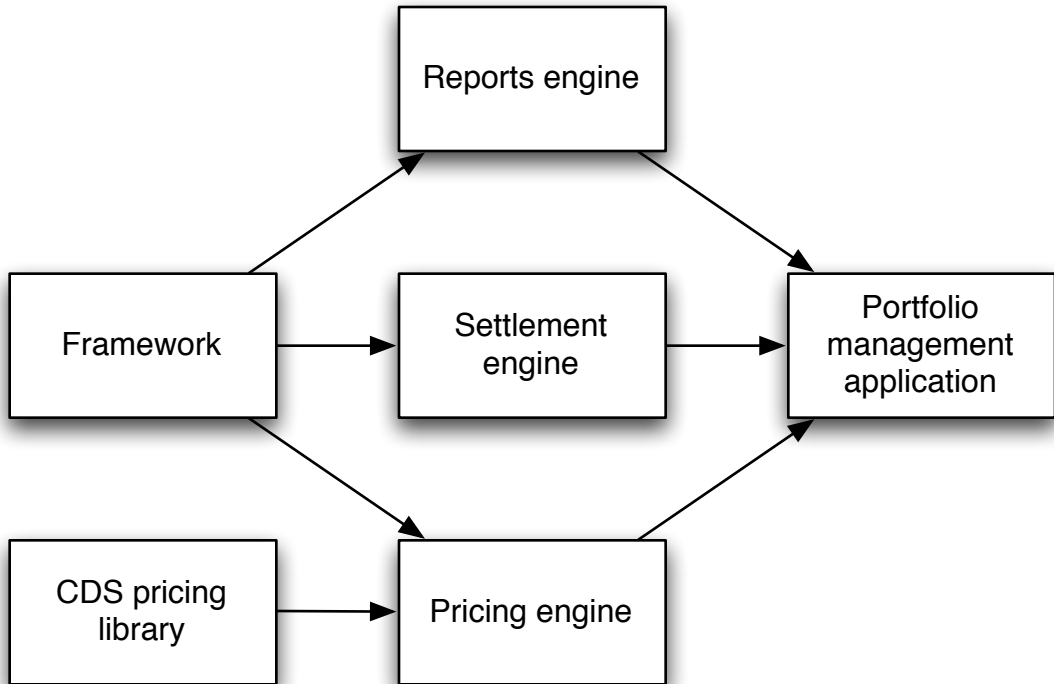 Reports engine
Framework
Settlement
engine
Portfolio
management
application
CDS pricing
library
Pricing engine